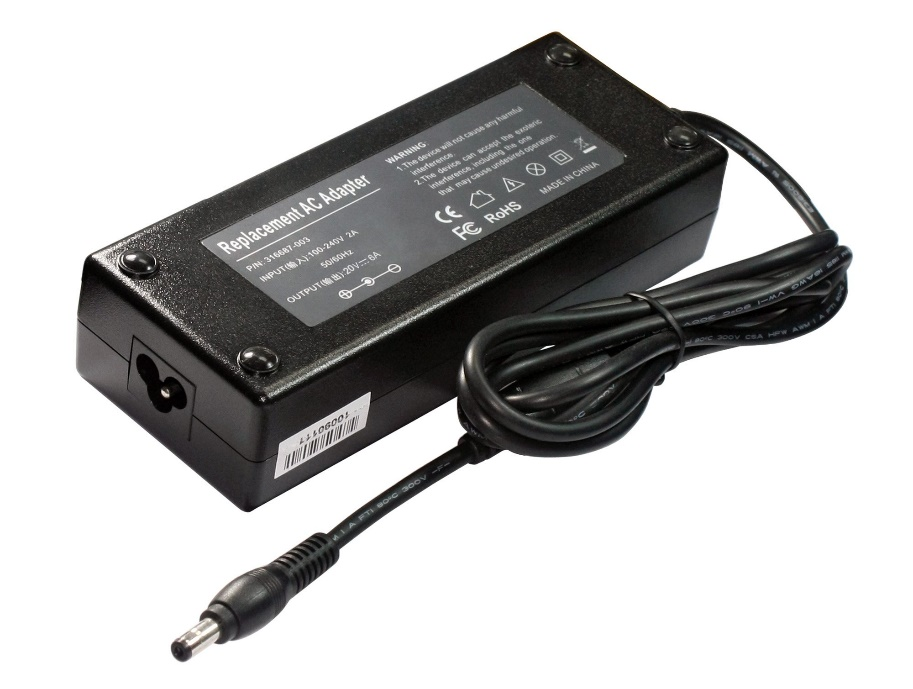 Replacement AC Adapter
P/N:316687-003
INPUT(输入):100-240V 2A
50/60Hz
OUTPUT(输出):20V⎓6A
WARNING:
1.The device will not cause any harmful
interference.
2.The device can accept the exoteric
interference, including the one
that may cause undesired operation.
CE
FC RoHS
MADE IN CHINA
11106001
300V -F-